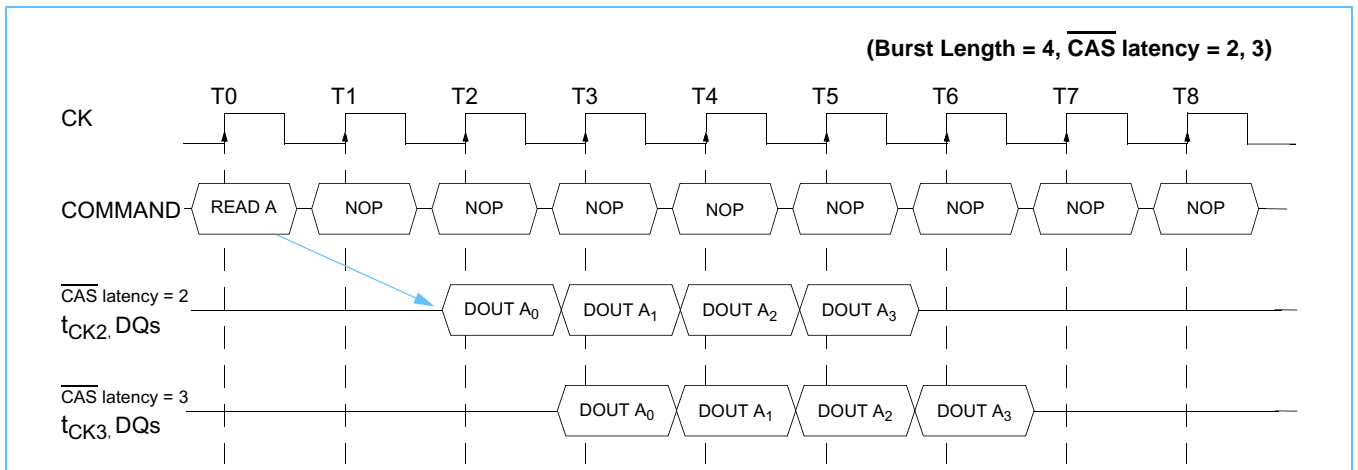 (Burst Length = 4, CAS latency = 2, 3)
T0 T1 T2 T3 T4 T5 T6 T7 T8
CK
COMMAND READ A NOP NOP NOP NOP NOP NOP NOP NOP
CAS latency = 2
tCK2, DQs DOUT A0 DOUT A1 DOUT A2 DOUT A3
CAS latency = 3
tCK3, DQs DOUT A0 DOUT A1 DOUT A2 DOUT A3